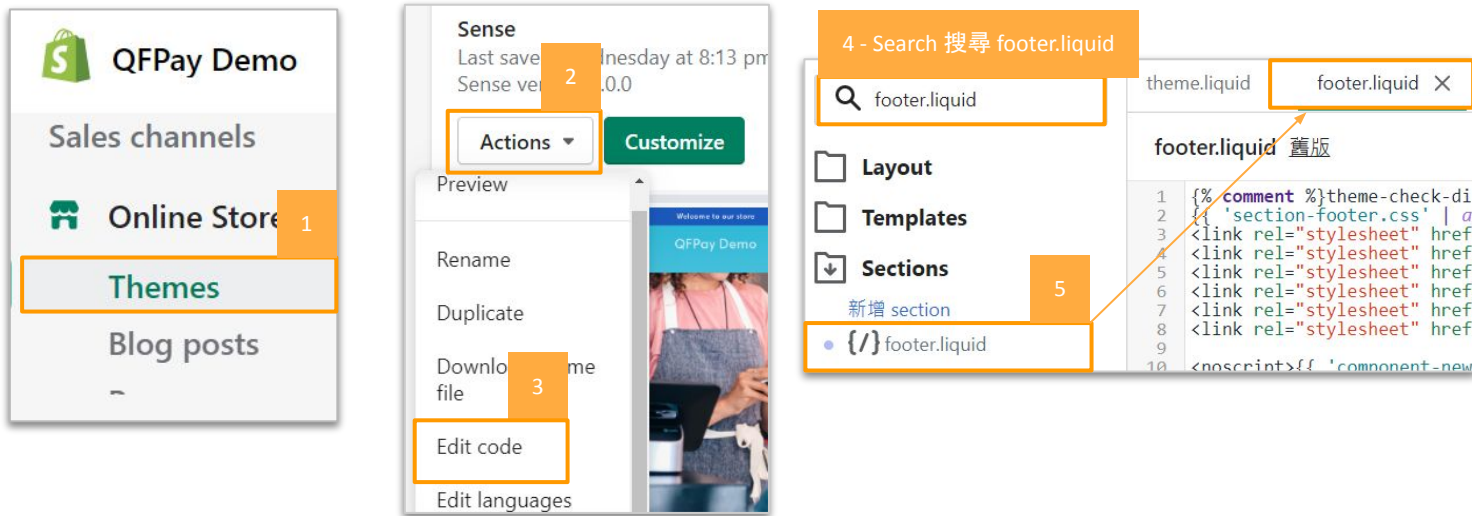 QFPay Demo
Sales channels
Online Store
1
Themes
Blog posts
Sense
Last save
nesday at 8:13 pm
2
Sense ve
.0.0
Actions
Customize
Preview
Rename
Duplicate
Downlo
me
file
3
Edit code
Edit languages
Welcome to our store
QFPay Demo
4 - Search 搜尋 footer.liquid
footer.liquid
Layout
Templates
Sections
新增 section
5
{/} footer.liquid
theme.liquid
footer.liquid
footer.liquid 舊版
1 {% comment %}theme-check-di
2 {{ 'section-footer.css' | a
3 <link rel="stylesheet" href
4 <link rel="stylesheet" href
5 <link rel="stylesheet" href
6 <link rel="stylesheet" href
7 <link rel="stylesheet" href
8 <link rel="stylesheet" href
9
10 <noscript>{{ 'component-new